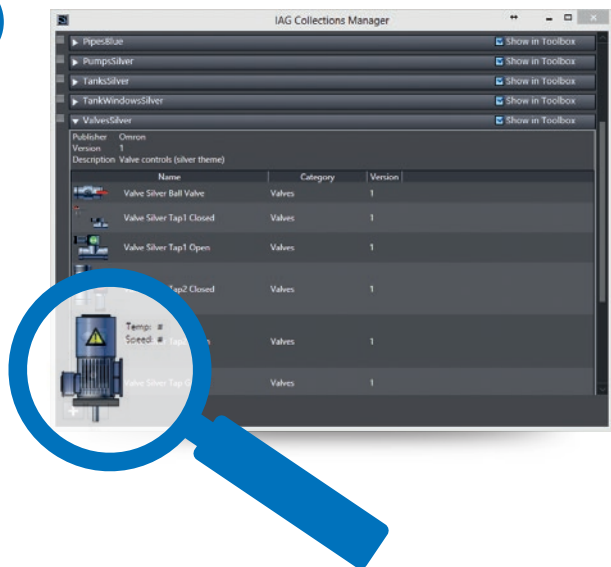 IAG Collections Manager
PipesBlue Show in Toolbox
PumpsSilver Show in Toolbox
TanksSilver Show in Toolbox
TankWindowsSilver Show in Toolbox
ValvesSilver Show in Toolbox
Publisher Omron
Version 1
Description Valve controls (silver theme)
Name Category Version
Valve Silver Ball Valve Valves 1
Valve Silver Tap1 Closed Valves 1
Valve Silver Tap1 Open Valves 1
Tap2 Closed Valves 1
Temp: #
Speed: #
Valves 1
Valve Silver Tap Valves 1